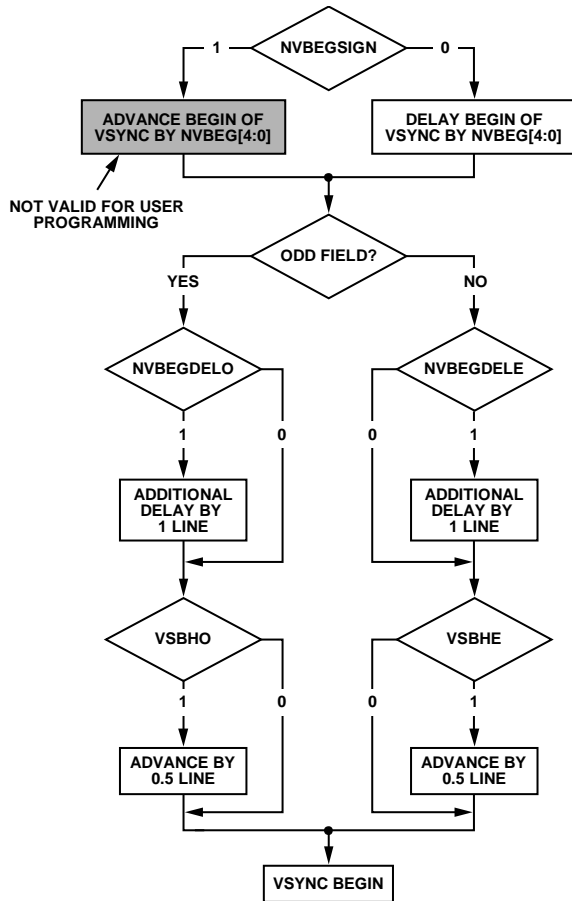 NVBEGSIGN
1
0
ADVANCE BEGIN OF
VSYNC BY NVBEG[4:0]
DELAY BEGIN OF
VSYNC BY NVBEG[4:0]
NOT VALID FOR USER
PROGRAMMING
ODD FIELD?
YES
NO
NVBEGDELO
NVBEGDELE
1
0
0
1
ADDITIONAL
DELAY BY
1 LINE
ADDITIONAL
DELAY BY
1 LINE
VSBHO
VSBHE
1
0
0
1
ADVANCE BY
0.5 LINE
ADVANCE BY
0.5 LINE
VSYNC BEGIN